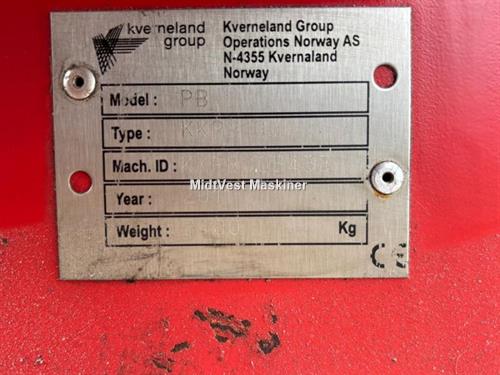 kverneland
group
Kverneland Group
Operations Norway AS
N-4355 Kvernaland
Norway
Model : PB
Type :
Mach. ID :
MidtVest Maskiner
Year :
Weight : Kg
CE